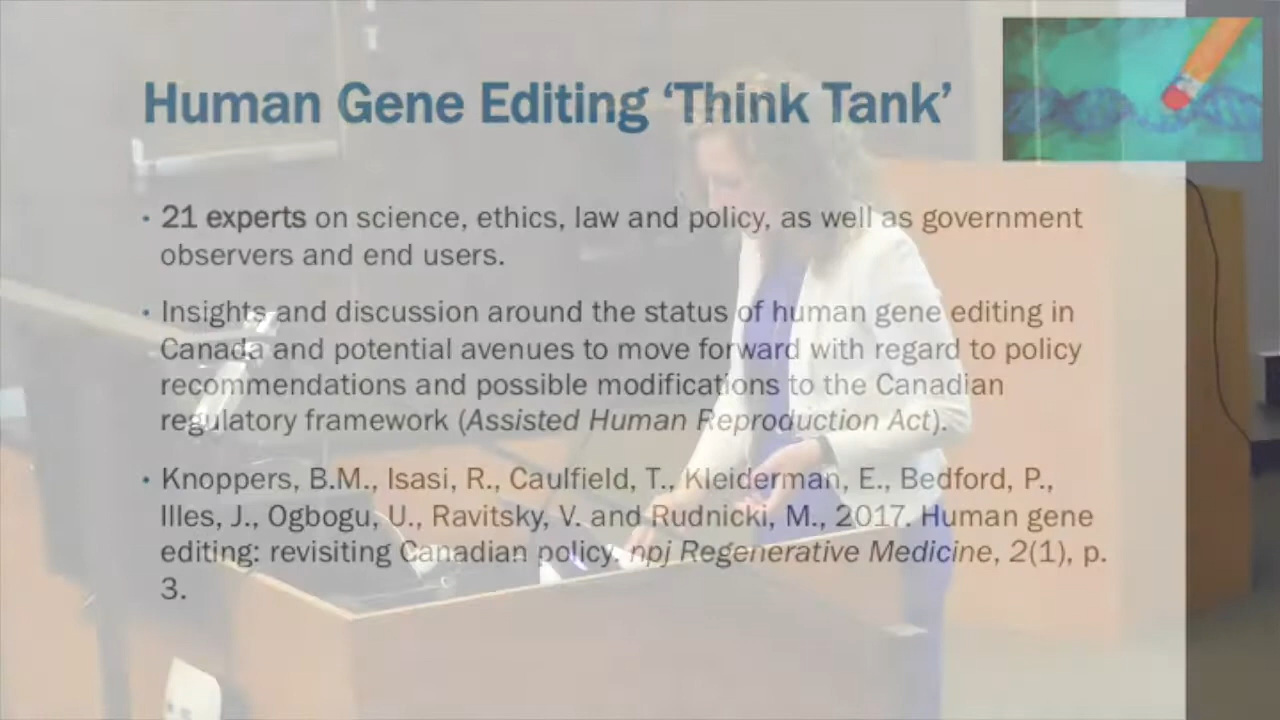 Human Gene Editing ‘Think Tank’
• 21 experts on science, ethics, law and policy, as well as government
observers and end users.
• Insights and discussion around the status of human gene editing in
Canada and potential avenues to move forward with regard to policy
recommendations and possible modifications to the Canadian
regulatory framework (Assisted Human Reproduction Act).
• Knoppers, B.M., Isasi, R., Caulfield, T., Kleiderman, E., Bedford, P.,
Illes, J., Ogbogu, U., Ravitsky, V. and Rudnicki, M., 2017. Human gene
editing: revisiting Canadian policy. npj Regenerative Medicine, 2(1), p.
3.